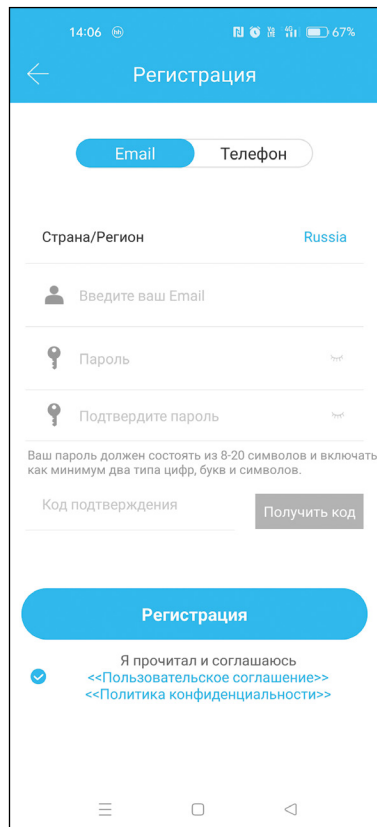 14:06 67%
Регистрация
Email Телефон
Страна/Регион Russia
Введите ваш Email
Пароль
Подтвердите пароль
Ваш пароль должен состоять из 8-20 символов и включать
как минимум два типа цифр, букв и символов.
Код подтверждения Получить код
Регистрация
Я прочитал и соглашаюсь
<<Пользовательское соглашение>>
<<Политика конфиденциальности>>